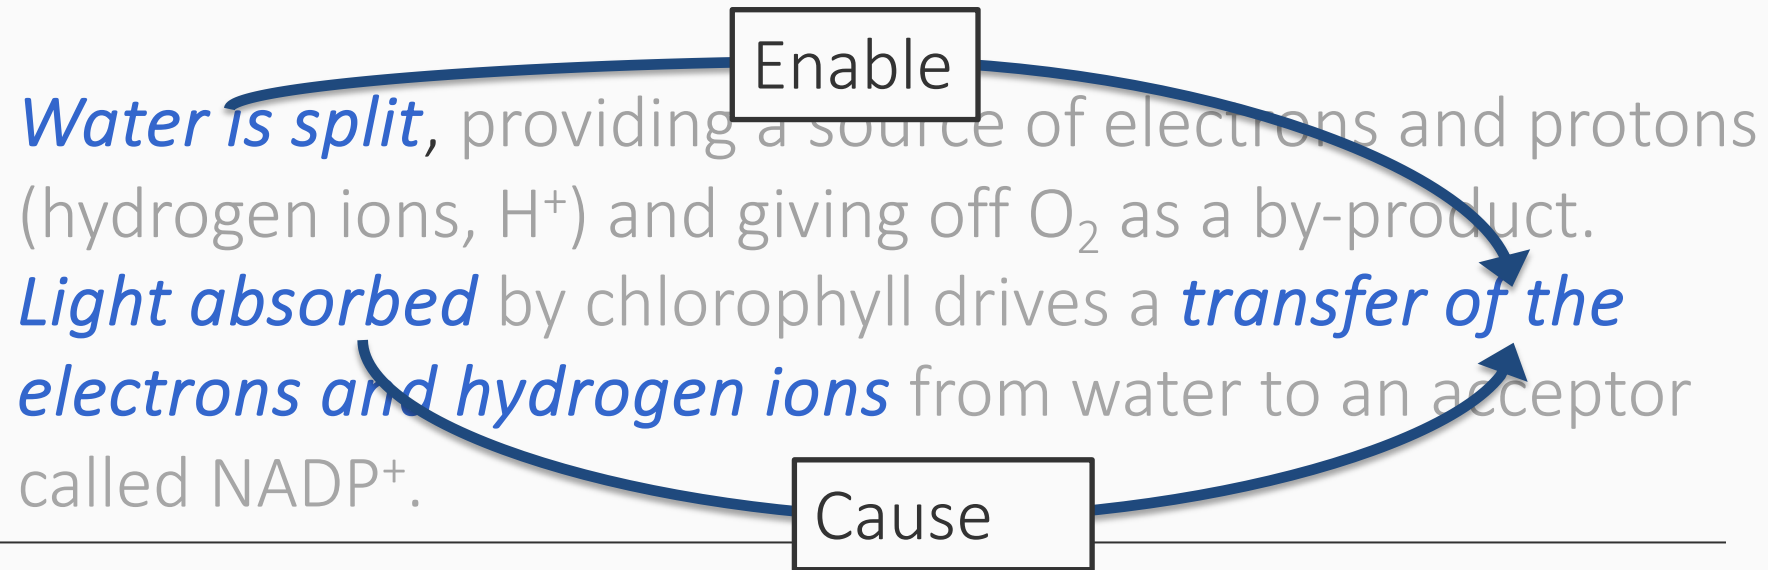 Enable
Water is split, providing a source of electrons and protons
(hydrogen ions, H⁺) and giving off O₂ as a by-product.
Light absorbed by chlorophyll drives a transfer of the
electrons and hydrogen ions from water to an acceptor
called NADP⁺.
Cause